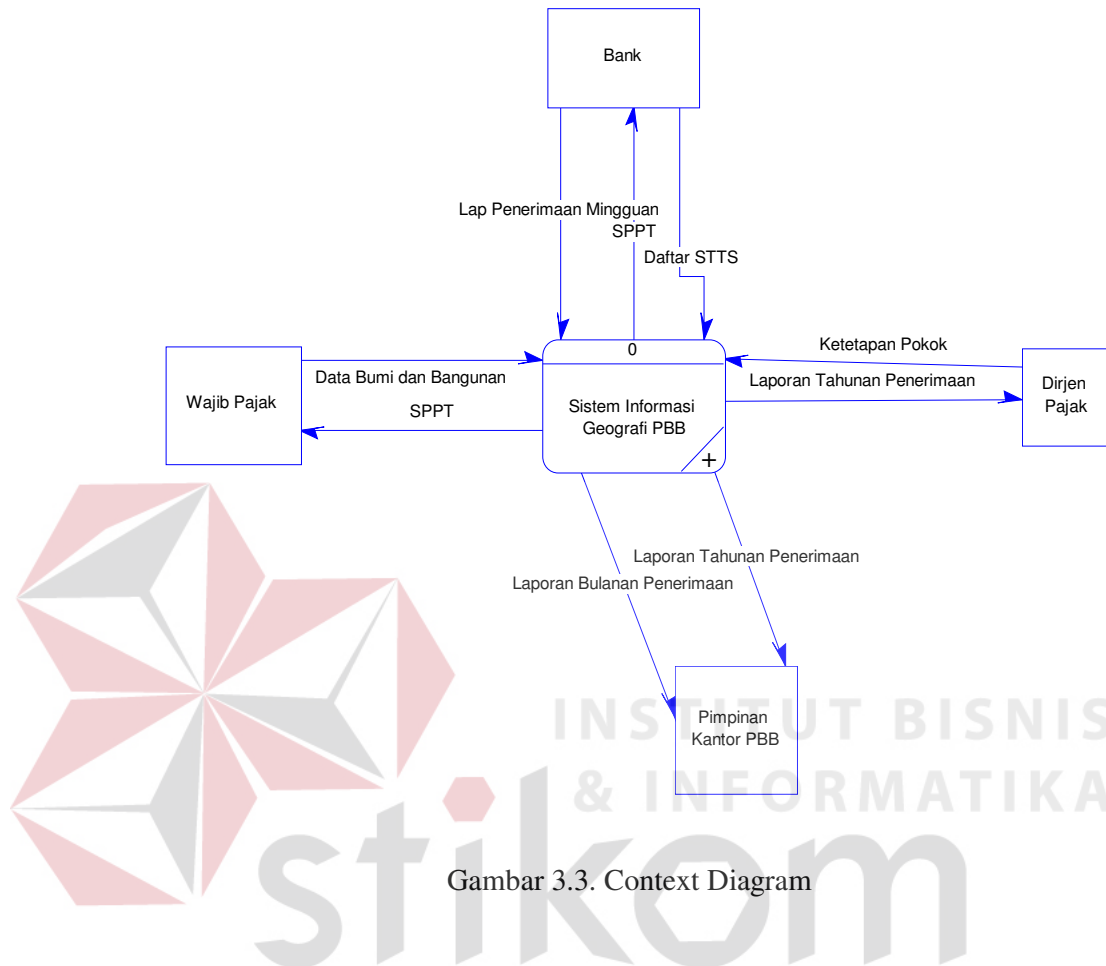 Bank
Lap Penerimaan Mingguan
SPPT
Daftar STTS
0
Ketetapan Pokok
Data Bumi dan Bangunan
Laporan Tahunan Penerimaan
Wajib Pajak
SPPT
Sistem Informasi
Geografi PBB
+
Dirjen
Pajak
Laporan Tahunan Penerimaan
Laporan Bulanan Penerimaan
Pimpinan
Kantor PBB
INSTITUT BISNIS
& INFORMATIKA
stikom
Gambar 3.3. Context Diagram